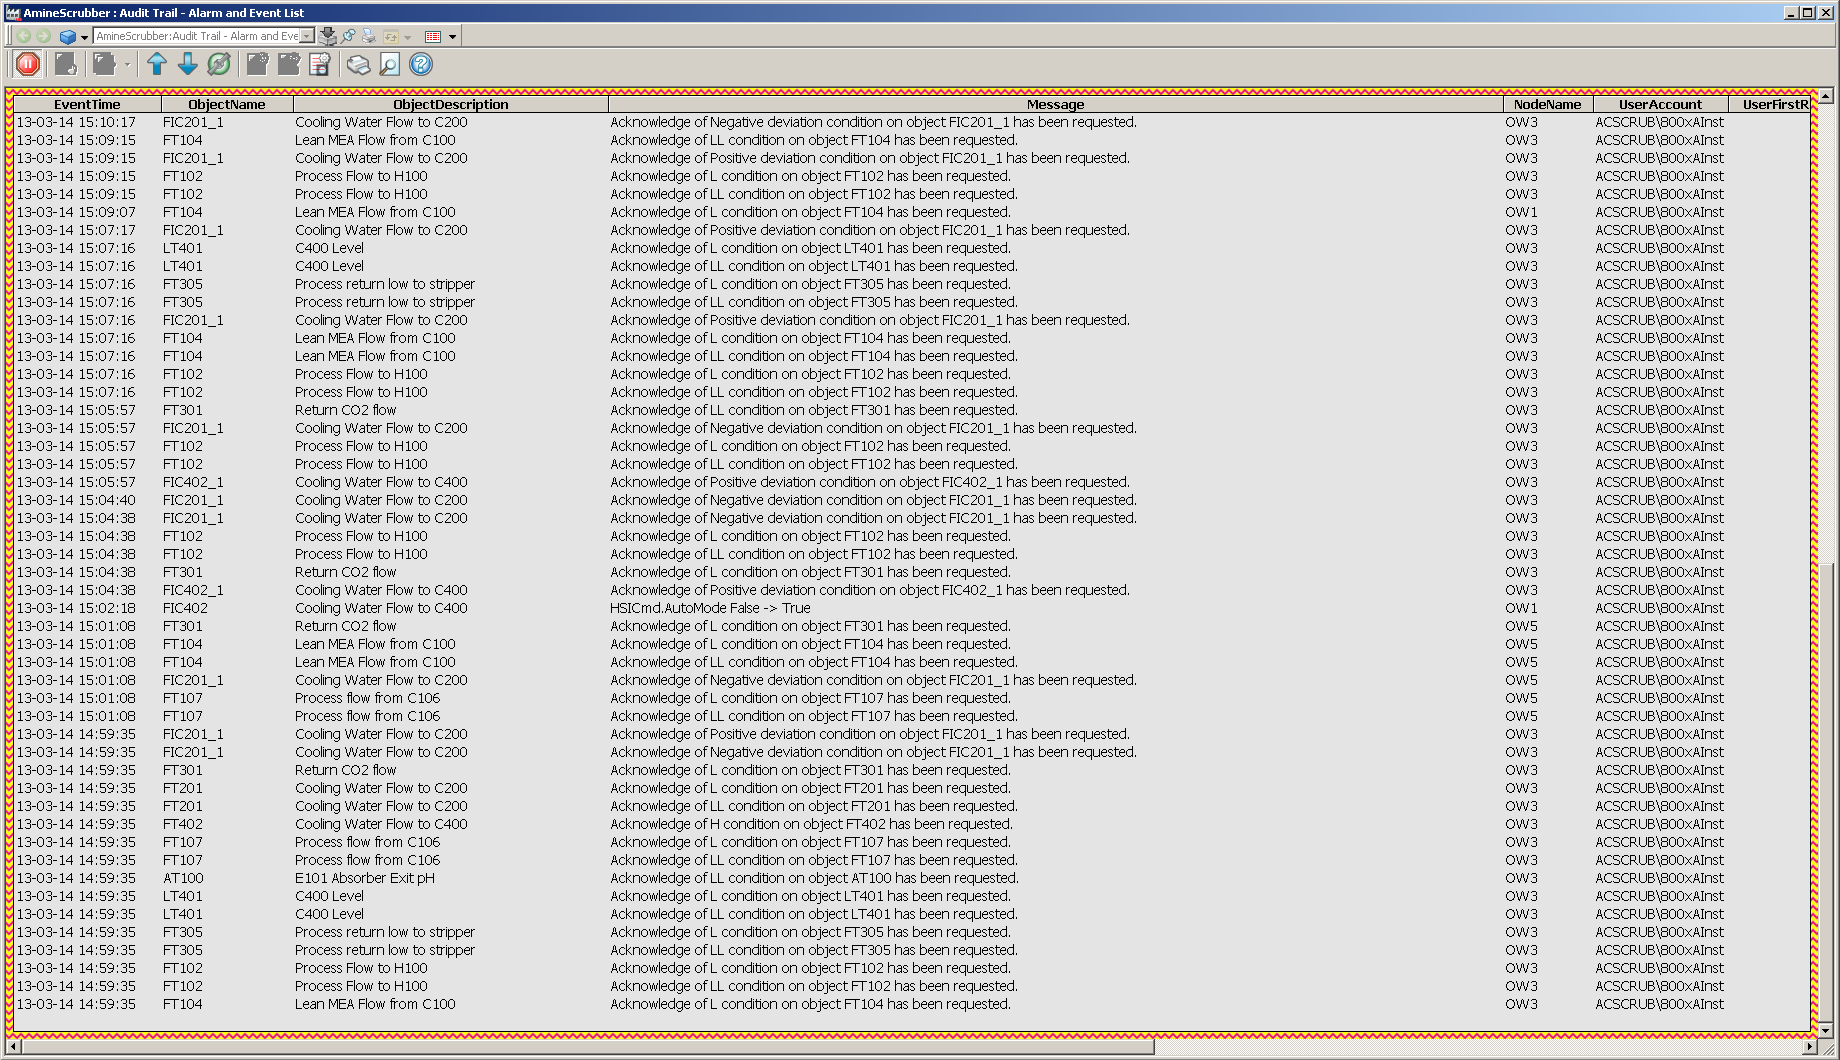 AmineScrubber : Audit Trail - Alarm and Event List
AmineScrubber:Audit Trail - Alarm and Eve
EventTime ObjectName ObjectDescription Message NodeName UserAccount UserFirstR
13-03-14 15:10:17 FIC201_1 Cooling Water Flow to C200 Acknowledge of Negative deviation condition on object FIC201_1 has been requested. OW3 ACSCRUB\800xAInst
13-03-14 15:09:15 FT104 Lean MEA Flow from C100 Acknowledge of LL condition on object FT104 has been requested. OW3 ACSCRUB\800xAInst
13-03-14 15:09:15 FIC201_1 Cooling Water Flow to C200 Acknowledge of Positive deviation condition on object FIC201_1 has been requested. OW3 ACSCRUB\800xAInst
13-03-14 15:09:15 FT102 Process Flow to H100 Acknowledge of L condition on object FT102 has been requested. OW3 ACSCRUB\800xAInst
13-03-14 15:09:15 FT102 Process Flow to H100 Acknowledge of LL condition on object FT102 has been requested. OW3 ACSCRUB\800xAInst
13-03-14 15:09:07 FT104 Lean MEA Flow from C100 Acknowledge of L condition on object FT104 has been requested. OW1 ACSCRUB\800xAInst
13-03-14 15:07:17 FIC201_1 Cooling Water Flow to C200 Acknowledge of Positive deviation condition on object FIC201_1 has been requested. OW3 ACSCRUB\800xAInst
13-03-14 15:07:16 LT401 C400 Level Acknowledge of L condition on object LT401 has been requested. OW3 ACSCRUB\800xAInst
13-03-14 15:07:16 LT401 C400 Level Acknowledge of LL condition on object LT401 has been requested. OW3 ACSCRUB\800xAInst
13-03-14 15:07:16 FT305 Process return low to stripper Acknowledge of L condition on object FT305 has been requested. OW3 ACSCRUB\800xAInst
13-03-14 15:07:16 FT305 Process return low to stripper Acknowledge of LL condition on object FT305 has been requested. OW3 ACSCRUB\800xAInst
13-03-14 15:07:16 FIC201_1 Cooling Water Flow to C200 Acknowledge of Positive deviation condition on object FIC201_1 has been requested. OW3 ACSCRUB\800xAInst
13-03-14 15:07:16 FT104 Lean MEA Flow from C100 Acknowledge of L condition on object FT104 has been requested. OW3 ACSCRUB\800xAInst
13-03-14 15:07:16 FT104 Lean MEA Flow from C100 Acknowledge of LL condition on object FT104 has been requested. OW3 ACSCRUB\800xAInst
13-03-14 15:07:16 FT102 Process Flow to H100 Acknowledge of L condition on object FT102 has been requested. OW3 ACSCRUB\800xAInst
13-03-14 15:07:16 FT102 Process Flow to H100 Acknowledge of LL condition on object FT102 has been requested. OW3 ACSCRUB\800xAInst
13-03-14 15:05:57 FT301 Return CO2 flow Acknowledge of LL condition on object FT301 has been requested. OW3 ACSCRUB\800xAInst
13-03-14 15:05:57 FIC201_1 Cooling Water Flow to C200 Acknowledge of Negative deviation condition on object FIC201_1 has been requested. OW3 ACSCRUB\800xAInst
13-03-14 15:05:57 FT102 Process Flow to H100 Acknowledge of L condition on object FT102 has been requested. OW3 ACSCRUB\800xAInst
13-03-14 15:05:57 FT102 Process Flow to H100 Acknowledge of LL condition on object FT102 has been requested. OW3 ACSCRUB\800xAInst
13-03-14 15:05:57 FIC402_1 Cooling Water Flow to C400 Acknowledge of Positive deviation condition on object FIC402_1 has been requested. OW3 ACSCRUB\800xAInst
13-03-14 15:04:40 FIC201_1 Cooling Water Flow to C200 Acknowledge of Negative deviation condition on object FIC201_1 has been requested. OW3 ACSCRUB\800xAInst
13-03-14 15:04:38 FIC201_1 Cooling Water Flow to C200 Acknowledge of Negative deviation condition on object FIC201_1 has been requested. OW3 ACSCRUB\800xAInst
13-03-14 15:04:38 FT102 Process Flow to H100 Acknowledge of L condition on object FT102 has been requested. OW3 ACSCRUB\800xAInst
13-03-14 15:04:38 FT102 Process Flow to H100 Acknowledge of LL condition on object FT102 has been requested. OW3 ACSCRUB\800xAInst
13-03-14 15:04:38 FT301 Return CO2 flow Acknowledge of L condition on object FT301 has been requested. OW3 ACSCRUB\800xAInst
13-03-14 15:04:38 FIC402_1 Cooling Water Flow to C400 Acknowledge of Positive deviation condition on object FIC402_1 has been requested. OW3 ACSCRUB\800xAInst
13-03-14 15:02:18 FIC402 Cooling Water Flow to C400 HSICmd.AutoMode False -> True OW1 ACSCRUB\800xAInst
13-03-14 15:01:08 FT301 Return CO2 flow Acknowledge of L condition on object FT301 has been requested. OW5 ACSCRUB\800xAInst
13-03-14 15:01:08 FT104 Lean MEA Flow from C100 Acknowledge of L condition on object FT104 has been requested. OW5 ACSCRUB\800xAInst
13-03-14 15:01:08 FT104 Lean MEA Flow from C100 Acknowledge of LL condition on object FT104 has been requested. OW5 ACSCRUB\800xAInst
13-03-14 15:01:08 FIC201_1 Cooling Water Flow to C200 Acknowledge of Negative deviation condition on object FIC201_1 has been requested. OW5 ACSCRUB\800xAInst
13-03-14 15:01:08 FT107 Process flow from C106 Acknowledge of L condition on object FT107 has been requested. OW5 ACSCRUB\800xAInst
13-03-14 15:01:08 FT107 Process flow from C106 Acknowledge of LL condition on object FT107 has been requested. OW5 ACSCRUB\800xAInst
13-03-14 14:59:35 FIC201_1 Cooling Water Flow to C200 Acknowledge of Positive deviation condition on object FIC201_1 has been requested. OW3 ACSCRUB\800xAInst
13-03-14 14:59:35 FIC201_1 Cooling Water Flow to C200 Acknowledge of Negative deviation condition on object FIC201_1 has been requested. OW3 ACSCRUB\800xAInst
13-03-14 14:59:35 FT301 Return CO2 flow Acknowledge of L condition on object FT301 has been requested. OW3 ACSCRUB\800xAInst
13-03-14 14:59:35 FT201 Cooling Water Flow to C200 Acknowledge of L condition on object FT201 has been requested. OW3 ACSCRUB\800xAInst
13-03-14 14:59:35 FT201 Cooling Water Flow to C200 Acknowledge of LL condition on object FT201 has been requested. OW3 ACSCRUB\800xAInst
13-03-14 14:59:35 FT402 Cooling Water Flow to C400 Acknowledge of H condition on object FT402 has been requested. OW3 ACSCRUB\800xAInst
13-03-14 14:59:35 FT107 Process flow from C106 Acknowledge of L condition on object FT107 has been requested. OW3 ACSCRUB\800xAInst
13-03-14 14:59:35 FT107 Process flow from C106 Acknowledge of LL condition on object FT107 has been requested. OW3 ACSCRUB\800xAInst
13-03-14 14:59:35 AT100 E101 Absorber Exit pH Acknowledge of LL condition on object AT100 has been requested. OW3 ACSCRUB\800xAInst
13-03-14 14:59:35 LT401 C400 Level Acknowledge of L condition on object LT401 has been requested. OW3 ACSCRUB\800xAInst
13-03-14 14:59:35 LT401 C400 Level Acknowledge of LL condition on object LT401 has been requested. OW3 ACSCRUB\800xAInst
13-03-14 14:59:35 FT305 Process return low to stripper Acknowledge of L condition on object FT305 has been requested. OW3 ACSCRUB\800xAInst
13-03-14 14:59:35 FT305 Process return low to stripper Acknowledge of LL condition on object FT305 has been requested. OW3 ACSCRUB\800xAInst
13-03-14 14:59:35 FT102 Process Flow to H100 Acknowledge of L condition on object FT102 has been requested. OW3 ACSCRUB\800xAInst
13-03-14 14:59:35 FT102 Process Flow to H100 Acknowledge of LL condition on object FT102 has been requested. OW3 ACSCRUB\800xAInst
13-03-14 14:59:35 FT104 Lean MEA Flow from C100 Acknowledge of L condition on object FT104 has been requested. OW3 ACSCRUB\800xAInst